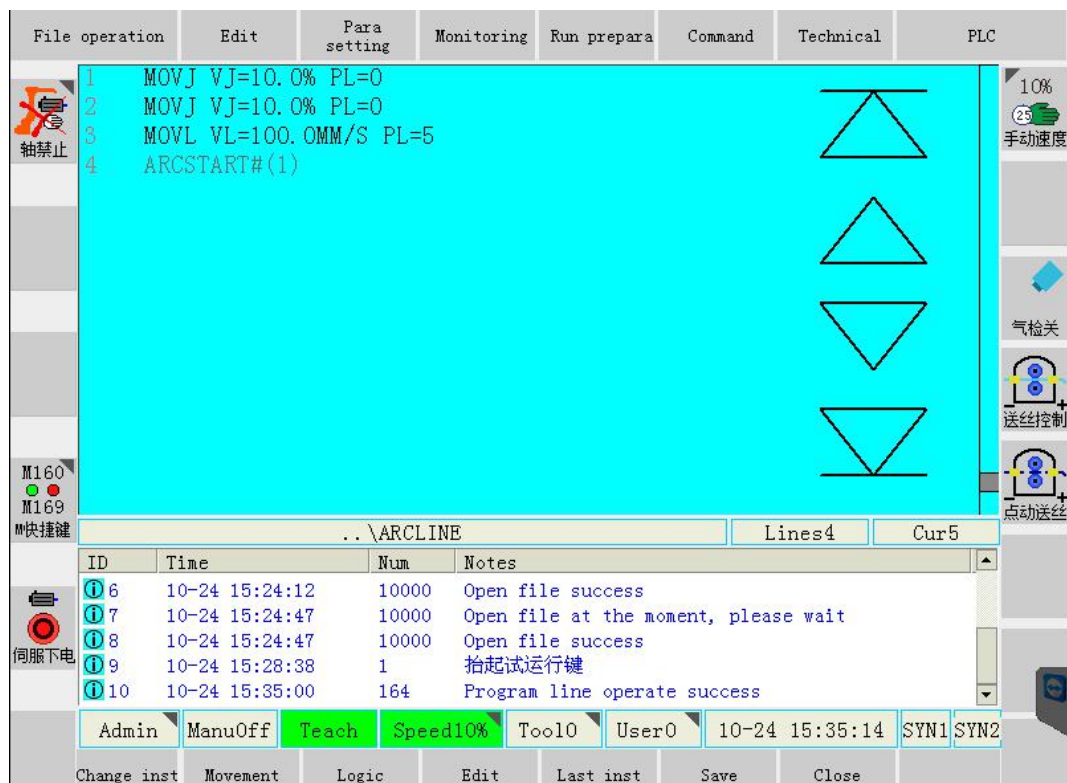 File operation Edit Para setting Monitoring Run prepara Command Technical PLC
1 MOVJ VJ=10.0% PL=0
2 MOVJ VJ=10.0% PL=0
3 MOVL VL=100.0MM/S PL=5
4 ARCSTART#(1)
轴禁止
10%
25
手动速度
气检关
送丝控制
点动送丝
M160
M169
M快捷键
伺服下电
..\ARCLINE Lines4 Cur5
ID Time Num Notes
6 10-24 15:24:12 10000 Open file success
7 10-24 15:24:47 10000 Open file at the moment, please wait
8 10-24 15:24:47 10000 Open file success
9 10-24 15:28:38 1 抬起试运行键
10 10-24 15:35:00 164 Program line operate success
Admin ManuOff Teach Speed10% Tool0 User0 10-24 15:35:14 SYN1 SYN2
Change inst Movement Logic Edit Last inst Save Close